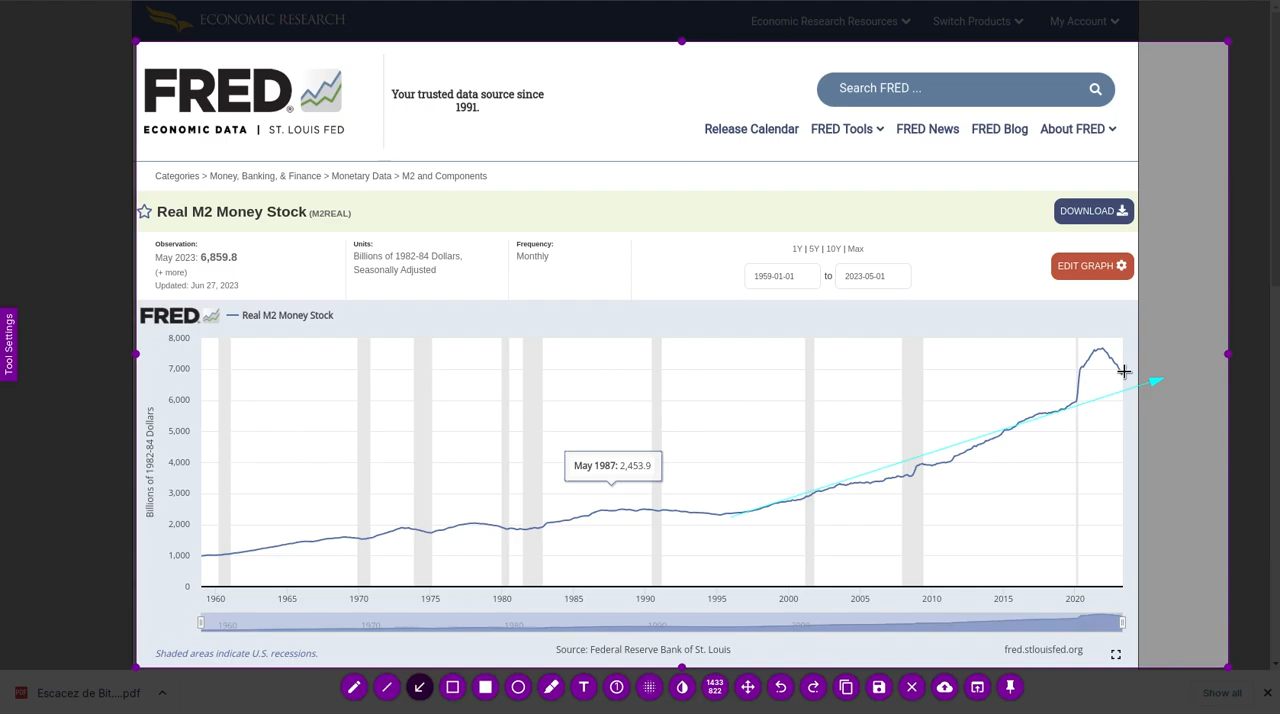 ECONOMIC RESEARCH
Economic Research Resources Switch Products My Account
FRED®
ECONOMIC DATA | ST. LOUIS FED
Your trusted data source since
1991.
Search FRED ...
Release Calendar FRED Tools FRED News FRED Blog About FRED
Categories > Money, Banking, & Finance > Monetary Data > M2 and Components
Real M2 Money Stock (M2REAL)
DOWNLOAD
Observation:
May 2023: 6,859.8
(+ more)
Updated: Jun 27, 2023
Units:
Billions of 1982-84 Dollars,
Seasonally Adjusted
Frequency:
Monthly
1Y | 5Y | 10Y | Max
1959-01-01 to 2023-05-01
EDIT GRAPH
Tool Settings
FRED Real M2 Money Stock
Billions of 1982-84 Dollars
8,000
7,000
6,000
5,000
4,000
3,000
2,000
1,000
0
May 1987: 2,453.9
1960 1965 1970 1975 1980 1985 1990 1995 2000 2005 2010 2015 2020
1960 1970 1980 1990 2000
Shaded areas indicate U.S. recessions.
Source: Federal Reserve Bank of St. Louis
fred.stlouisfed.org
PDF
Escacez de Bit....pdf
T
1
1433
822
Show all